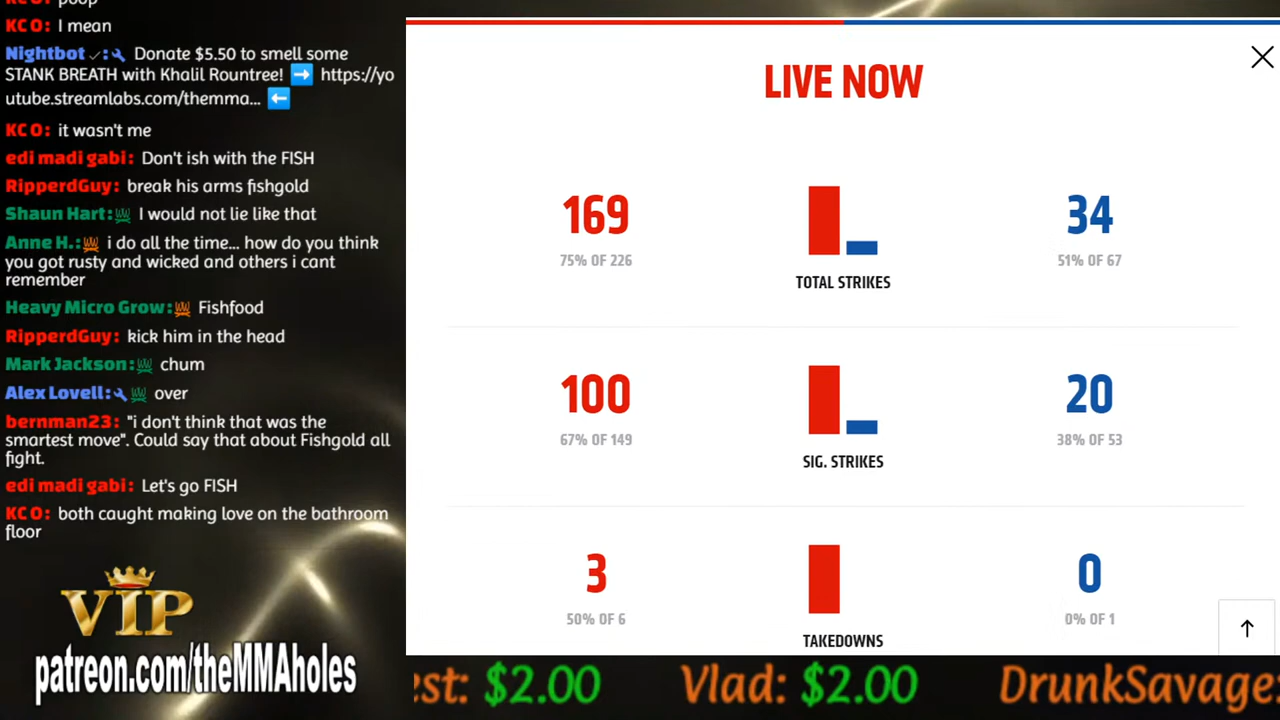 KC O: poop
KC O: I mean
Nightbot ✓: Donate $5.50 to smell some
STANK BREATH with Khalil Rountree! ➡ https://yo
utube.streamlabs.com/themma... ⬅
KC O: it wasn't me
edi madi gabi: Don't ish with the FISH
RipperdGuy: break his arms fishgold
Shaun Hart: I would not lie like that
Anne H.: i do all the time... how do you think
you got rusty and wicked and others i cant
remember
Heavy Micro Grow: Fishfood
RipperdGuy: kick him in the head
Mark Jackson: chum
Alex Lovell: over
bernman23: "i don't think that was the
smartest move". Could say that about Fishgold all
fight.
edi madi gabi: Let's go FISH
KC O: both caught making love on the bathroom
floor
VIP
patreon.com/theMMAholes
LIVE NOW
169 34
75% OF 226 51% OF 67
TOTAL STRIKES
100 20
67% OF 149 38% OF 53
SIG. STRIKES
3 0
50% OF 6 0% OF 1
TAKEDOWNS
est: $2.00 Vlad: $2.00 DrunkSavage: